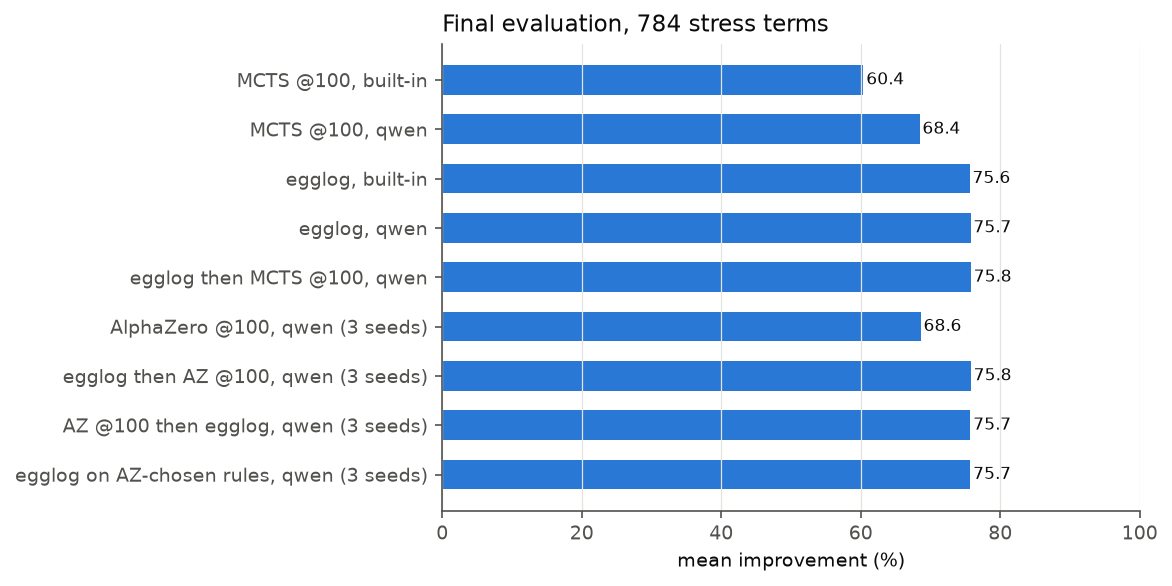 Final evaluation, 784 stress terms
MCTS @100, built-in 60.4
MCTS @100, qwen 68.4
egglog, built-in 75.6
egglog, qwen 75.7
egglog then MCTS @100, qwen 75.8
AlphaZero @100, qwen (3 seeds) 68.6
egglog then AZ @100, qwen (3 seeds) 75.8
AZ @100 then egglog, qwen (3 seeds) 75.7
egglog on AZ-chosen rules, qwen (3 seeds) 75.7
0 20 40 60 80 100
mean improvement (%)